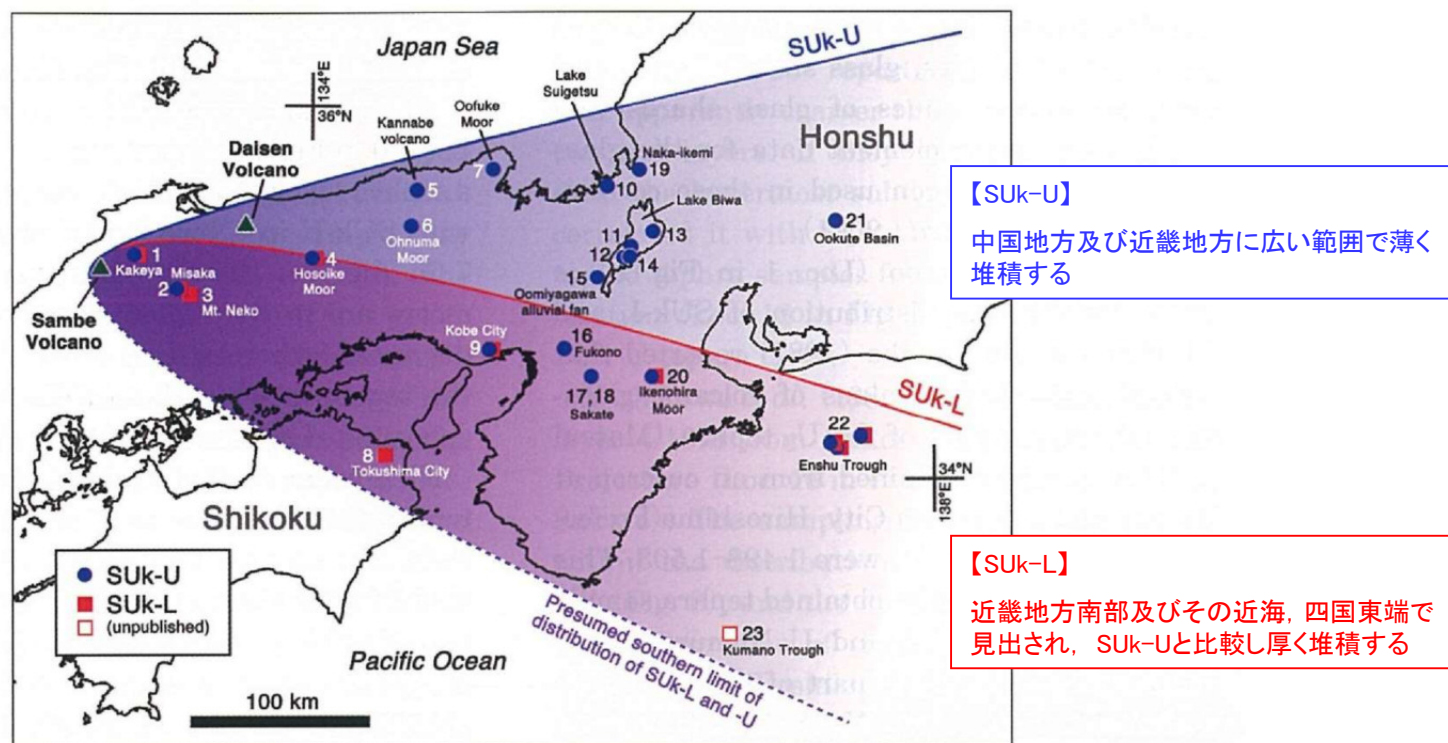 Japan Sea
SUk-U
134°E
36°N
Lake
Suigetsu
Oofuke
Moor
Kannabe
volcano
Honshu
Daisen
Volcano
Naka-ikemi
7
19
10
5
Lake Biwa
6
Ohnuma
Moor
11
13
21
Ookute Basin
1
Kakeya
4
Hosoike
Moor
12
14
Misaka
2
3
Mt. Neko
15
Oomiyagawa
alluvial fan
Sambe
Volcano
Kobe City
9
16
Fukono
17,18
Sakate
20
Ikenohira
Moor
SUk-L
22
Enshu Trough
34°N
138°E
8
Tokushima City
Shikoku
SUk-U
SUk-L
(unpublished)
Presumed southern limit of
distribution of SUk-L and -U
23
Kumano Trough
Pacific Ocean
100 km
【SUk-U】
中国地方及び近畿地方に広い範囲で薄く
堆積する
【SUk-L】
近畿地方南部及びその近海，四国東端で
見出され， SUk-Uと比較し厚く堆積する